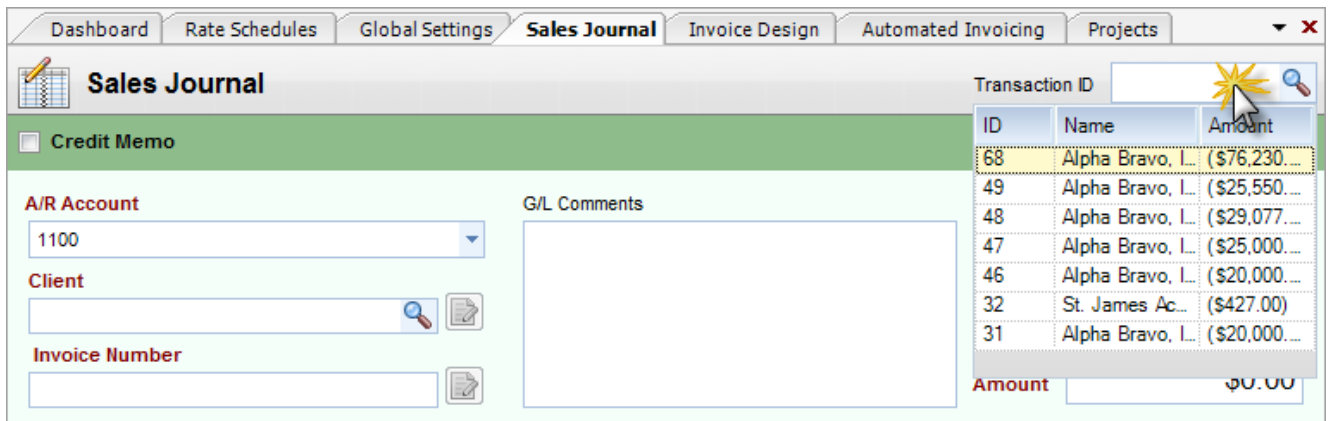 Dashboard Rate Schedules Global Settings Sales Journal Invoice Design Automated Invoicing Projects
Sales Journal
Transaction ID
Credit Memo
ID Name Amount
68 Alpha Bravo, I... ($76,230....
49 Alpha Bravo, I... ($25,550....
48 Alpha Bravo, I... ($29,077....
47 Alpha Bravo, I... ($25,000....
46 Alpha Bravo, I... ($20,000....
32 St. James Ac... ($427.00)
31 Alpha Bravo, I... ($20,000....
A/R Account
1100
G/L Comments
Client
Invoice Number
Amount $0.00